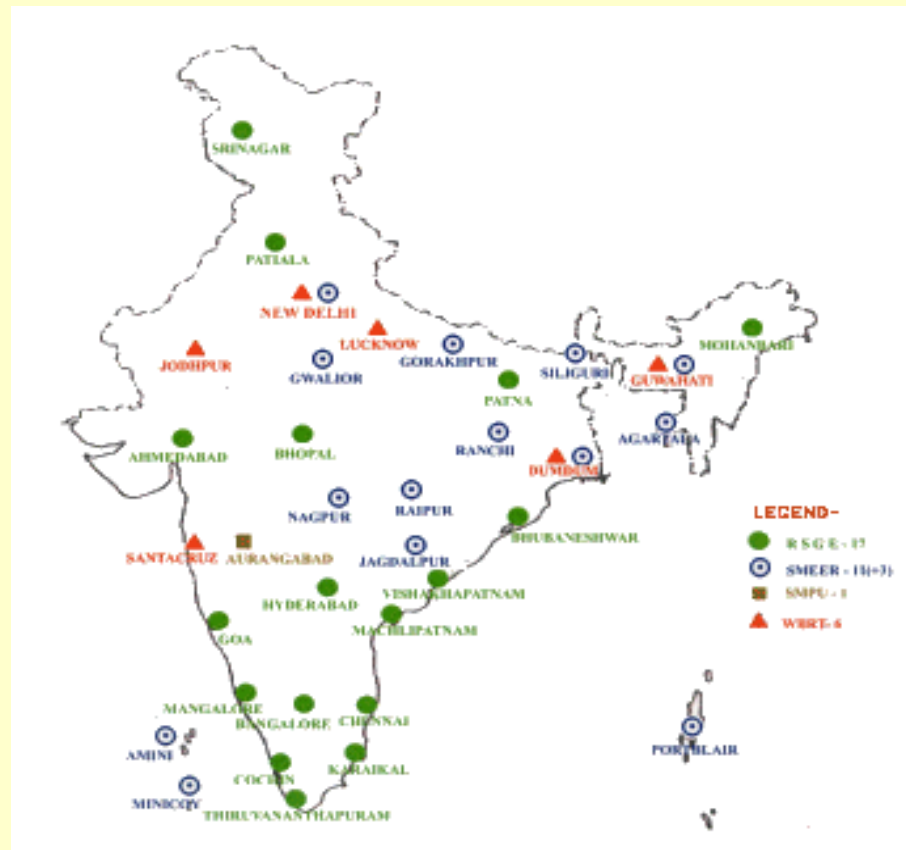 SRINAGAR
PATIALA
NEW DELHI
LUCKNOW
MOHANBARI
JODHPUR
GORAKHPUR
SILIGURI
GWALIOR
GUWAHATI
PATNA
AGARTALA
AHMEDABAD
BHOPAL
RANCHI
DUMDUM
NAGPUR
RAIPUR
BHUBANESHWAR
LEGEND-
RSGE - 17
SANTACRUZ
AURANGABAD
JAGDALPUR
SMEER -
SMPU - 1
HYDERABAD
VISHAKHAPATNAM
WBRT- 6
GOA
MACHLIPATNAM
MANGALORE
BANGALORE
CHENNAI
AMINI
PORTBLAIR
COCHIN
KARAIKAL
MINICOY
THIRUVANANTHAPURAM